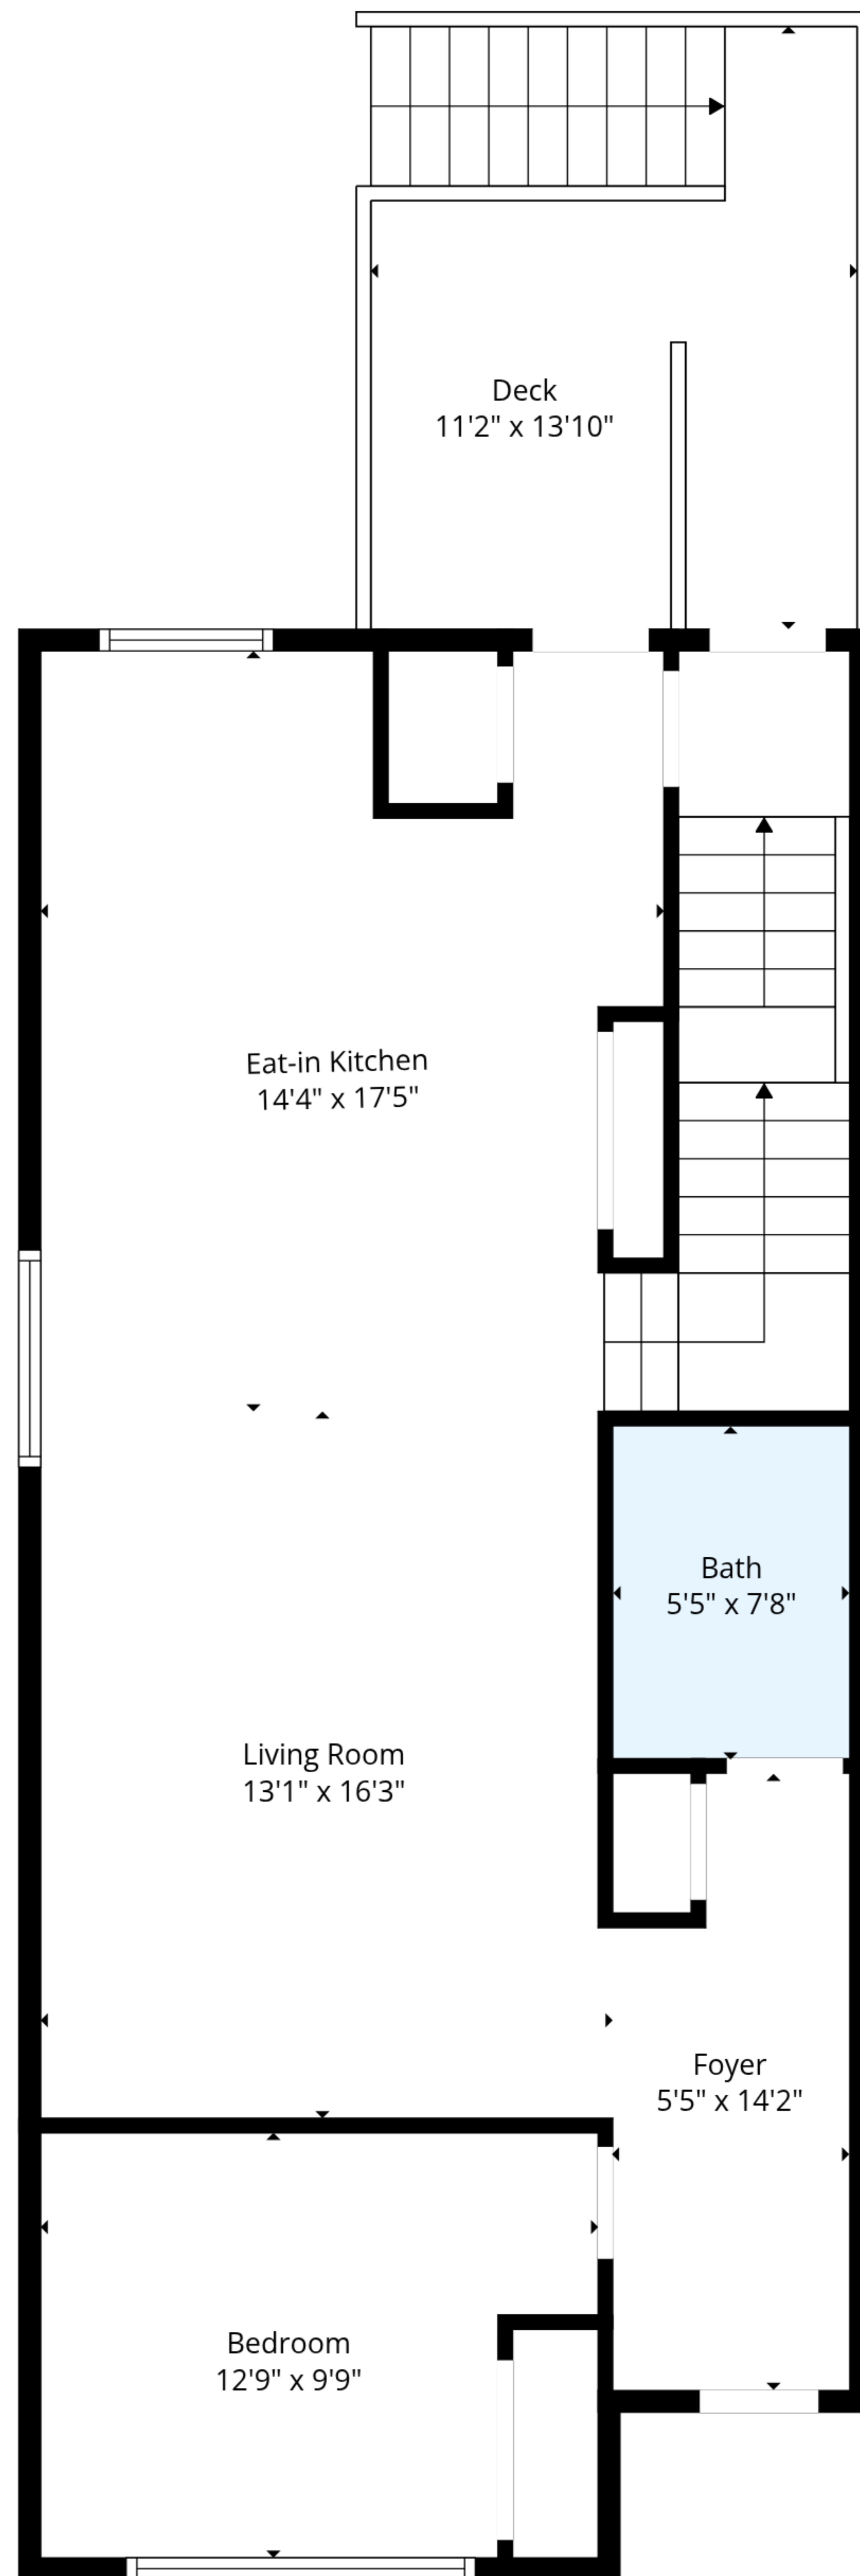 Deck
11'2" x 13'10"
Eat-in Kitchen
14'4" x 17'5"
Bath
5'5" x 7'8"
Living Room
13'1" x 16'3"
Foyer
5'5" x 14'2"
Bedroom
12'9" x 9'9"